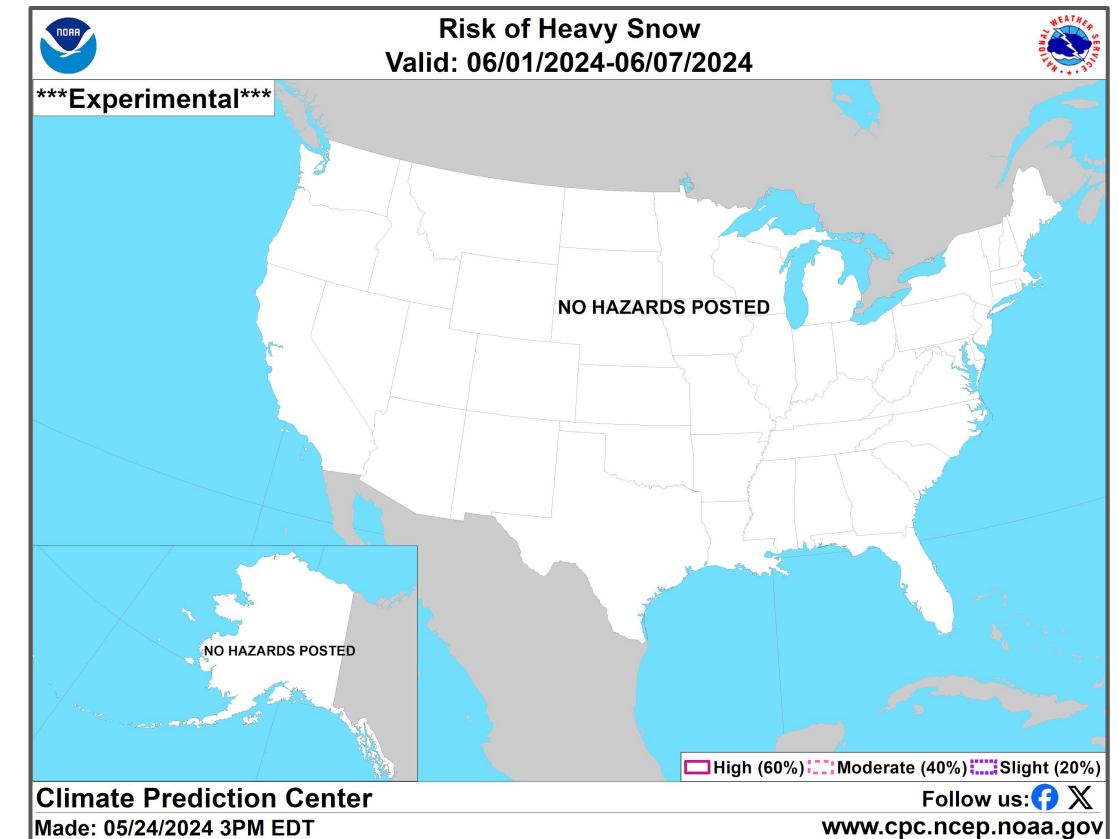 NOAA
Risk of Heavy Snow
Valid: 06/01/2024-06/07/2024
NATIONAL WEATHER SERVICE
***Experimental***
NO HAZARDS POSTED
NO HAZARDS POSTED
High (60%) Moderate (40%) Slight (20%)
Climate Prediction Center
Follow us:
Made: 05/24/2024 3PM EDT
www.cpc.ncep.noaa.gov